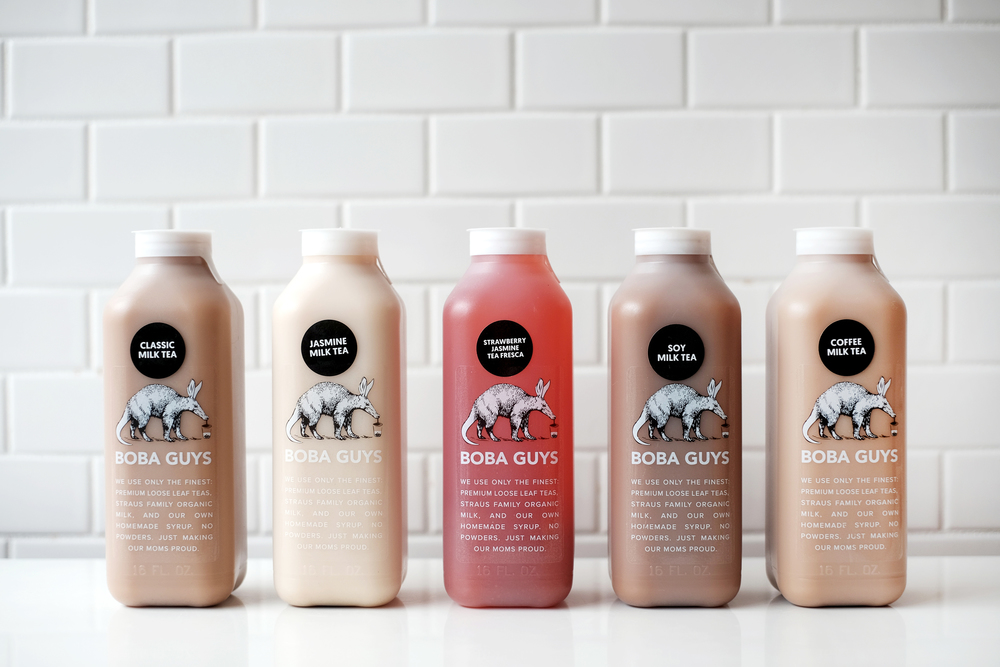 CLASSIC
MILK TEA
BOBA GUYS
WE USE ONLY THE FINEST:
PREMIUM LOOSE LEAF TEAS,
STRAUS FAMILY ORGANIC
MILK, AND OUR OWN
HOMEMADE SYRUP. NO
POWDERS. JUST MAKING
OUR MOMS PROUD.
16 FL. OZ.
JASMINE
MILK TEA
BOBA GUYS
WE USE ONLY THE FINEST:
PREMIUM LOOSE LEAF TEAS,
STRAUS FAMILY ORGANIC
MILK, AND OUR OWN
HOMEMADE SYRUP. NO
POWDERS. JUST MAKING
OUR MOMS PROUD.
16 FL. OZ.
STRAWBERRY
JASMINE
TEA FRESCA
BOBA GUYS
WE USE ONLY THE FINEST:
PREMIUM LOOSE LEAF TEAS,
STRAUS FAMILY ORGANIC
MILK, AND OUR OWN
HOMEMADE SYRUP. NO
POWDERS. JUST MAKING
OUR MOMS PROUD.
16 FL. OZ.
SOY
MILK TEA
BOBA GUYS
WE USE ONLY THE FINEST:
PREMIUM LOOSE LEAF TEAS,
STRAUS FAMILY ORGANIC
MILK, AND OUR OWN
HOMEMADE SYRUP. NO
POWDERS. JUST MAKING
OUR MOMS PROUD.
16 FL. OZ.
COFFEE
MILK TEA
BOBA GUYS
WE USE ONLY THE FINEST:
PREMIUM LOOSE LEAF TEAS,
STRAUS FAMILY ORGANIC
MILK, AND OUR OWN
HOMEMADE SYRUP. NO
POWDERS. JUST MAKING
OUR MOMS PROUD.
16 FL. OZ.